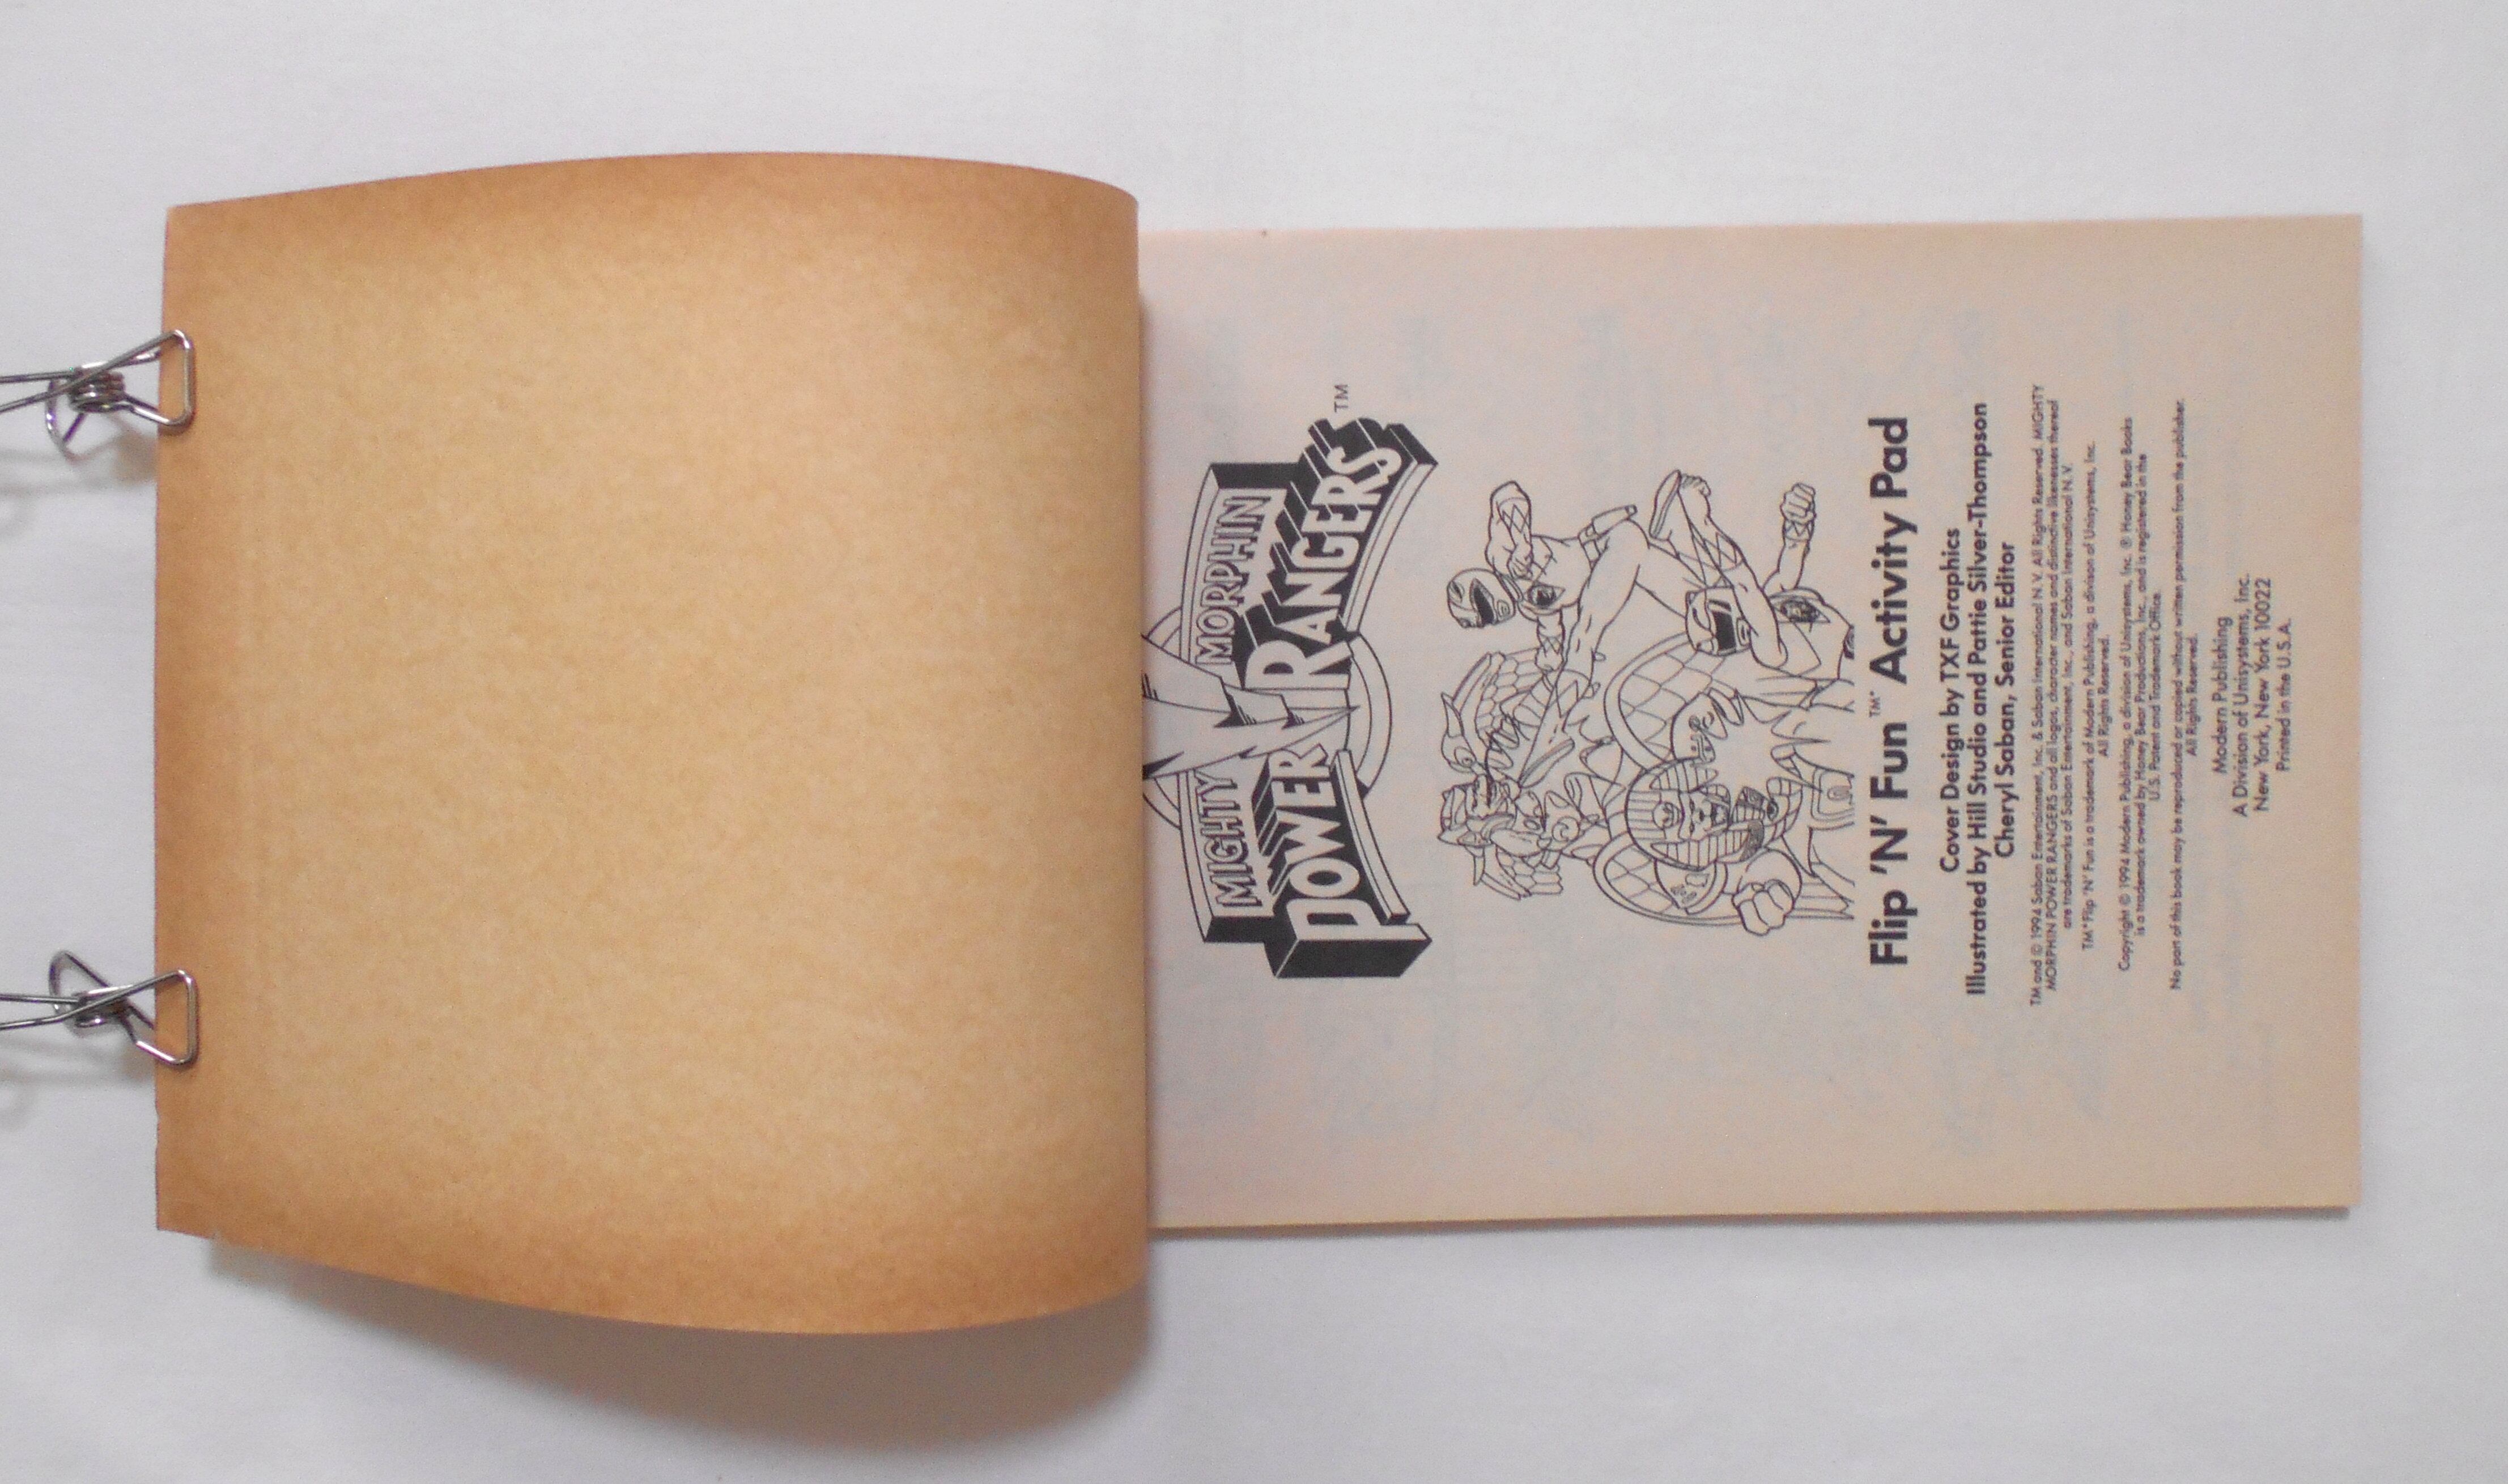 MIGHTY MORPHIN
POWER RANGERS™
Flip 'N' Fun™ Activity Pad
Cover Design by TXF Graphics
Illustrated by Hill Studio and Pattie Silver-Thompson
Cheryl Saban, Senior Editor
TM and © 1994 Saban Entertainment, Inc. & Saban International N.V. All Rights Reserved. MIGHTY
MORPHIN POWER RANGERS and all logos, character names and distinctive likenesses thereof
are trademarks of Saban Entertainment, Inc., and Saban International N.V.
TM*Flip 'N' Fun is a trademark of Modern Publishing, a divison of Unisystems, Inc.
All Rights Reserved.
Copyright © 1994 Modern Publishing, a division of Unisystems, Inc. ® Honey Bear Books
is a trademark owned by Honey Bear Productions, Inc., and is registered in the
U.S. Patent and Trademark Office.
No part of this book may be reproduced or copied without written permission from the publisher.
All Rights Reserved.
Modern Publishing
A Division of Unisystems, Inc.
New York, New York 10022
Printed in the U.S.A.